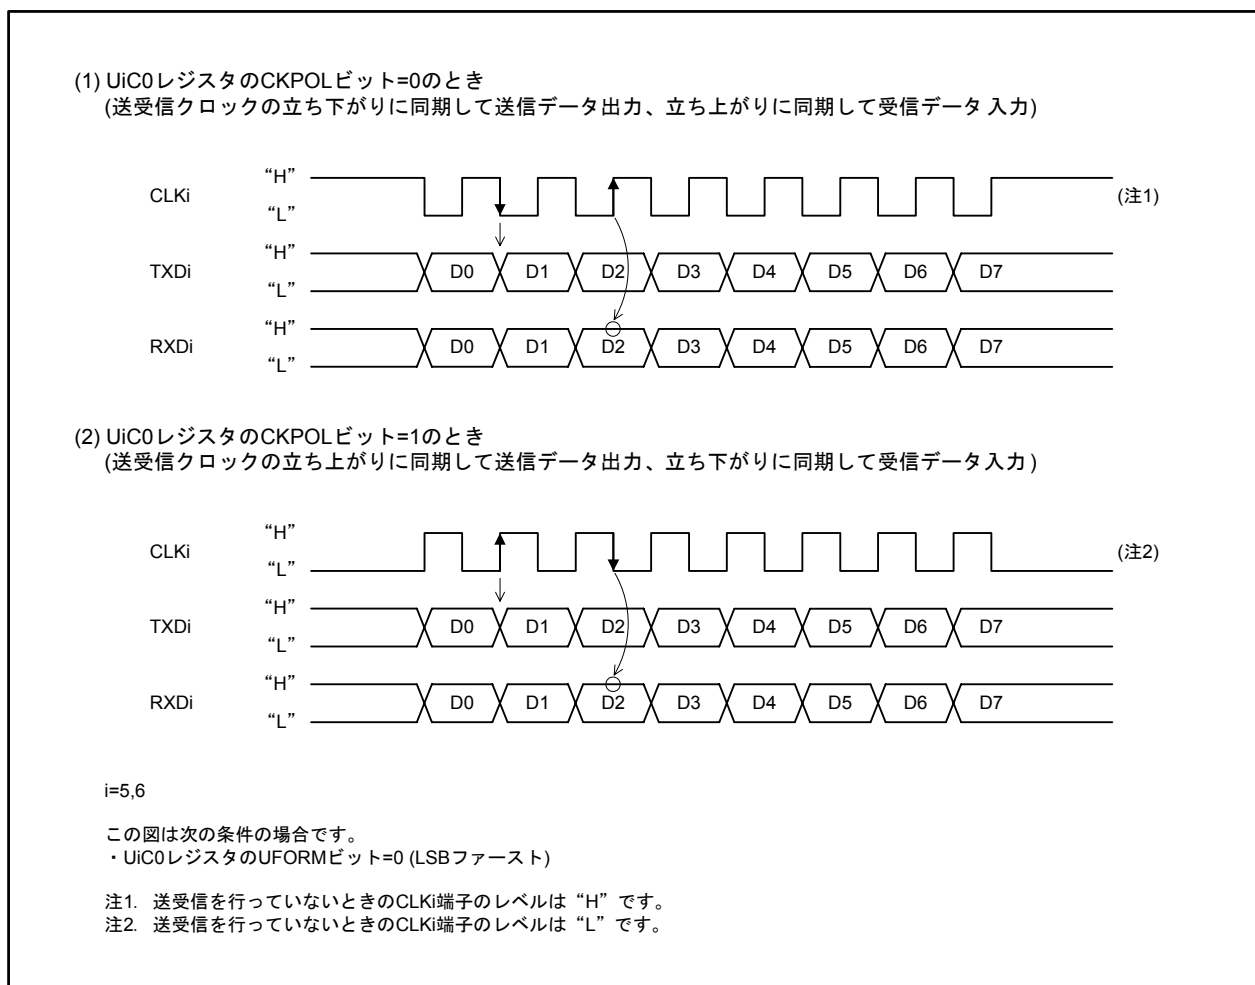 (1) UiC0レジスタのCKPOLビット=0のとき
(送受信クロックの立ち下がりに同期して送信データ出力、立ち上がりに同期して受信データ入力)
CLKi “H” “L” (注1)
TXDi “H” “L” D0 D1 D2 D3 D4 D5 D6 D7
RXDi “H” “L” D0 D1 D2 D3 D4 D5 D6 D7
(2) UiC0レジスタのCKPOLビット=1のとき
(送受信クロックの立ち上がりに同期して送信データ出力、立ち下がりに同期して受信データ入力)
CLKi “H” “L” (注2)
TXDi “H” “L” D0 D1 D2 D3 D4 D5 D6 D7
RXDi “H” “L” D0 D1 D2 D3 D4 D5 D6 D7
i=5,6
この図は次の条件の場合です。
・UiC0レジスタのUFORMビット=0 (LSBファースト)
注1. 送受信を行っていないときのCLKi端子のレベルは“H”です。
注2. 送受信を行っていないときのCLKi端子のレベルは“L”です。